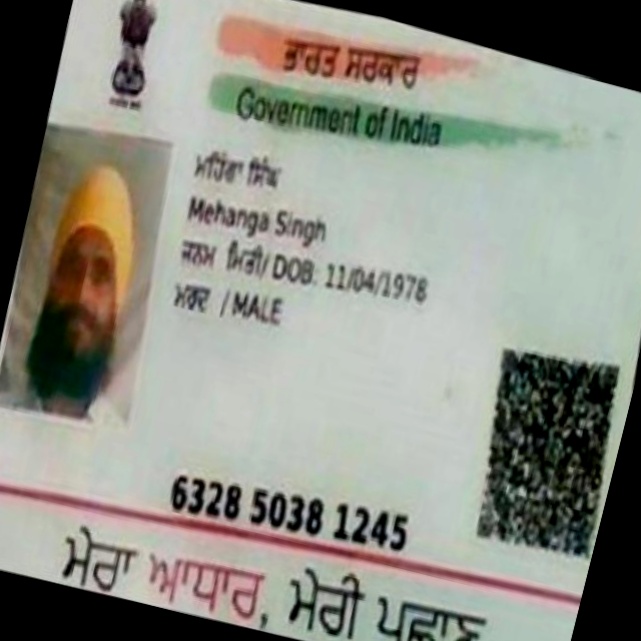 ਭਾਰਤ ਸਰਕਾਰ
Government of India
ਮਹਿੰਗਾ ਸਿੰਘ
Mehanga Singh
ਜਨਮ ਮਿਤੀ/ DOB: 11/04/1978
ਮਰਦ / MALE
6328 5038 1245
ਮੇਰਾ ਆਧਾਰ, ਮੇਰੀ ਪਛਾਣ